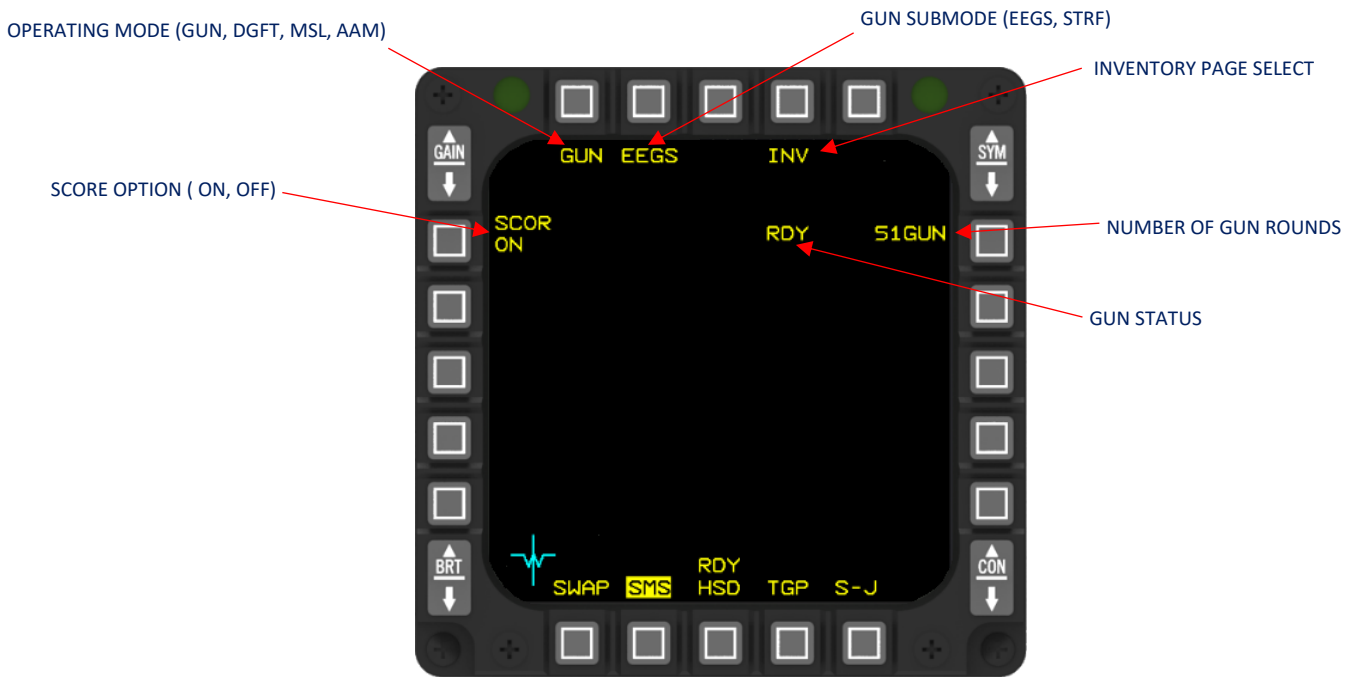 GUN SUBMODE (EEGS, STRF)
OPERATING MODE (GUN, DGFT, MSL, AAM)
INVENTORY PAGE SELECT
GAIN
GUN EEGS INV
SYM
SCORE OPTION ( ON, OFF)
SCOR
ON
RDY 51GUN
NUMBER OF GUN ROUNDS
GUN STATUS
BRT
CON
RDY
SWAP SMS HSD TGP S-J